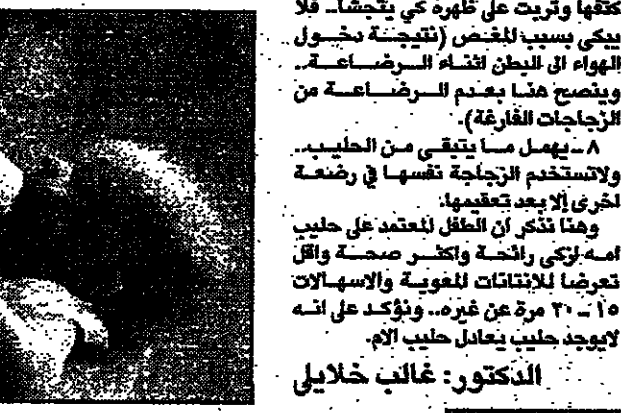 كتفها وتربت على ظهره كي يتجشأ.. فلا
يبكي بسبب المغص (نتيجة دخول
الهواء الى البطن اثناء الرضاعة..
وينصح هنا بعدم الرضاعة من
الزجاجات الفارغة).
٨ ـ يهمل ما يتبقى من الحليب..
ولاتستخدم الزجاجة نفسها في رضعة
اخرى إلا بعد تعقيمها.
وهنا نذكر ان الطفل المعتمد على حليب
امه ازكى رائحة واكثر صحة واقل
تعرضا للانتانات المعوية والاسهالات
١٥ ـ ٢٠ مرة عن غيره.. ونؤكد على انه
لايوجد حليب يعادل حليب الام.
الدكتور: غالب خلايلي